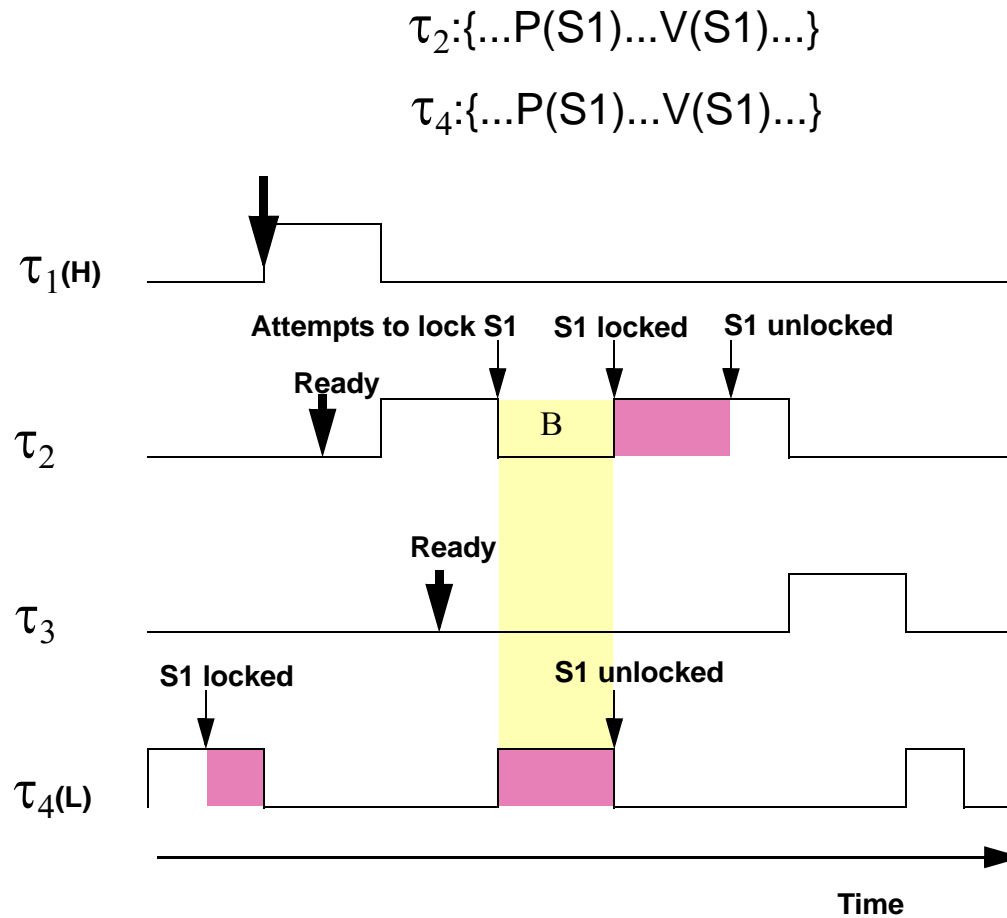 τ2:{...P(S1)...V(S1)...}
τ4:{...P(S1)...V(S1)...}
τ1(H)
Attempts to lock S1
S1 locked
S1 unlocked
Ready
τ2
B
Ready
τ3
S1 locked
S1 unlocked
τ4(L)
Time